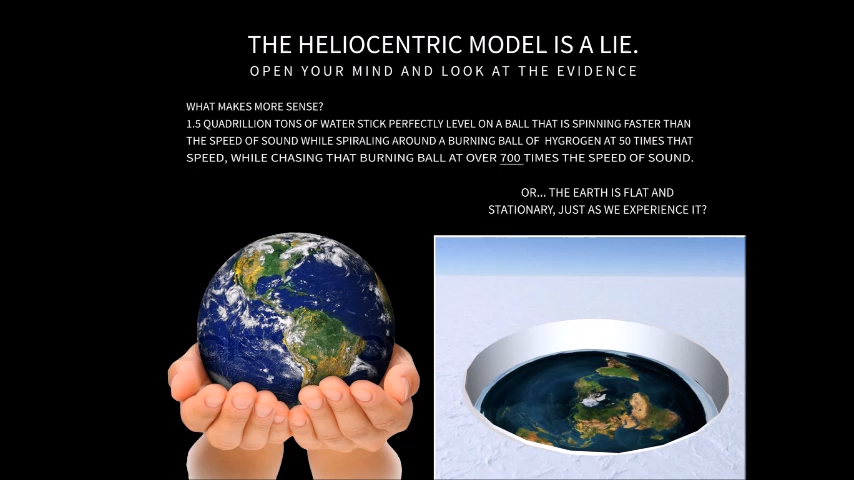 THE HELIOCENTRIC MODEL IS A LIE.
OPEN YOUR MIND AND LOOK AT THE EVIDENCE
WHAT MAKES MORE SENSE?
1.5 QUADRILLION TONS OF WATER STICK PERFECTLY LEVEL ON A BALL THAT IS SPINNING FASTER THAN
THE SPEED OF SOUND WHILE SPIRALING AROUND A BURNING BALL OF HYGROGEN AT 50 TIMES THAT
SPEED, WHILE CHASING THAT BURNING BALL AT OVER 700 TIMES THE SPEED OF SOUND.
OR... THE EARTH IS FLAT AND
STATIONARY, JUST AS WE EXPERIENCE IT?